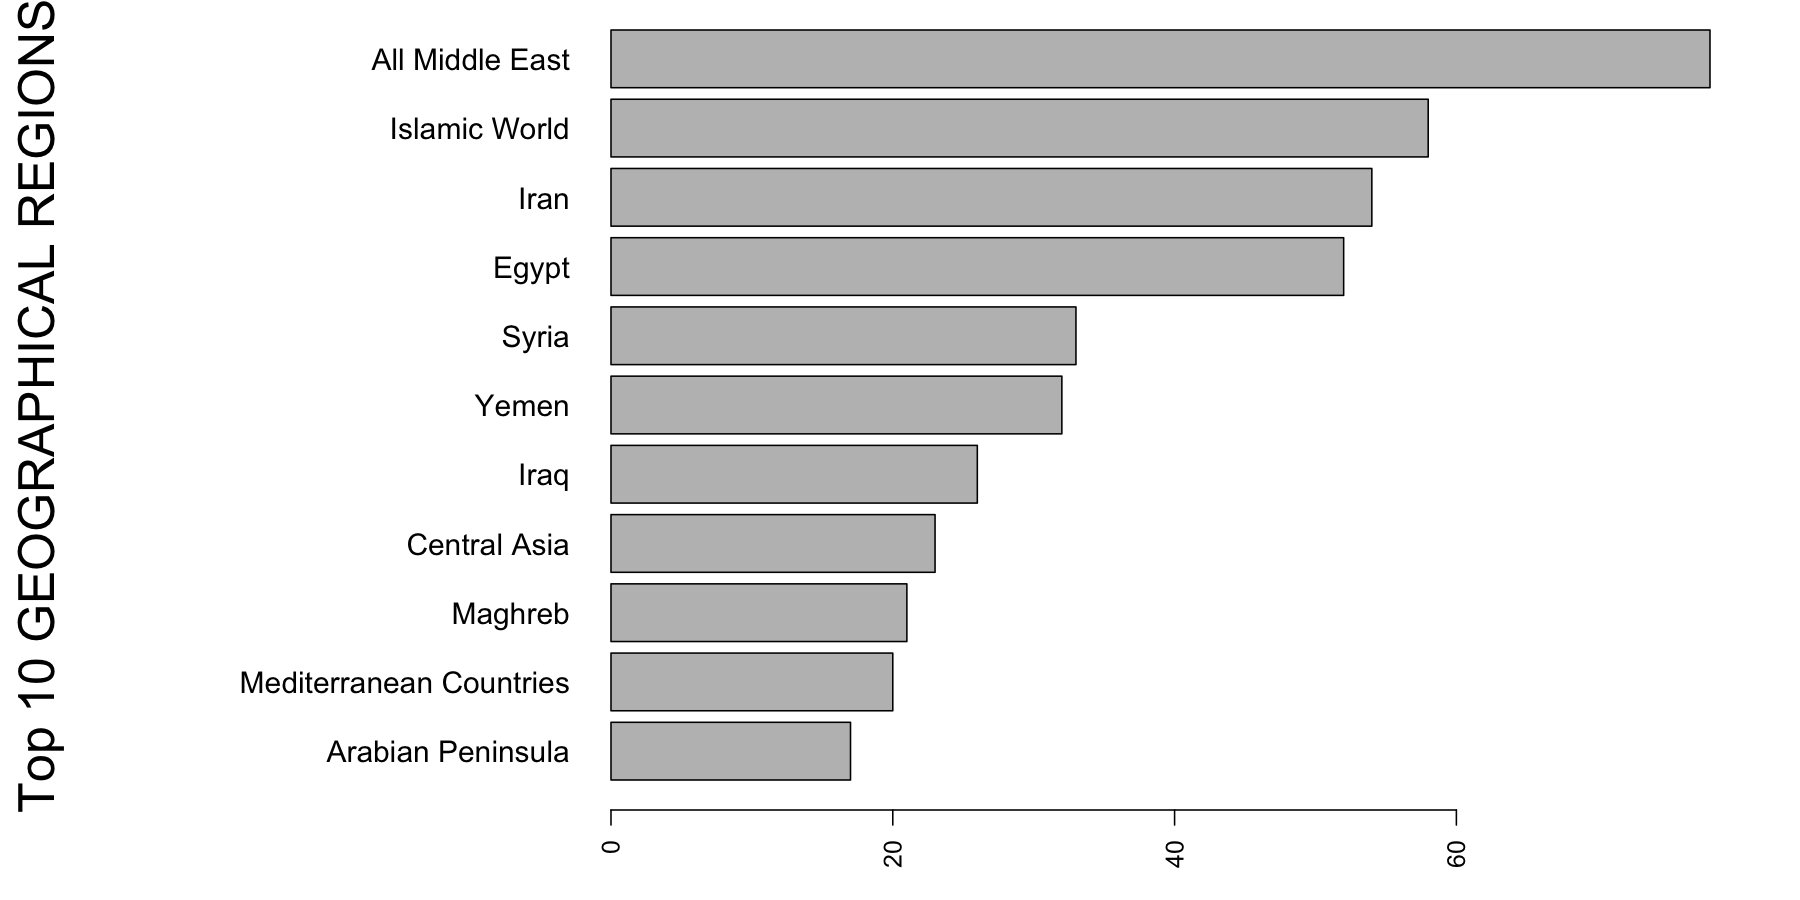 Top 10 GEOGRAPHICAL REGIONS
All Middle East
Islamic World
Iran
Egypt
Syria
Yemen
Iraq
Central Asia
Maghreb
Mediterranean Countries
Arabian Peninsula
0
20
40
60